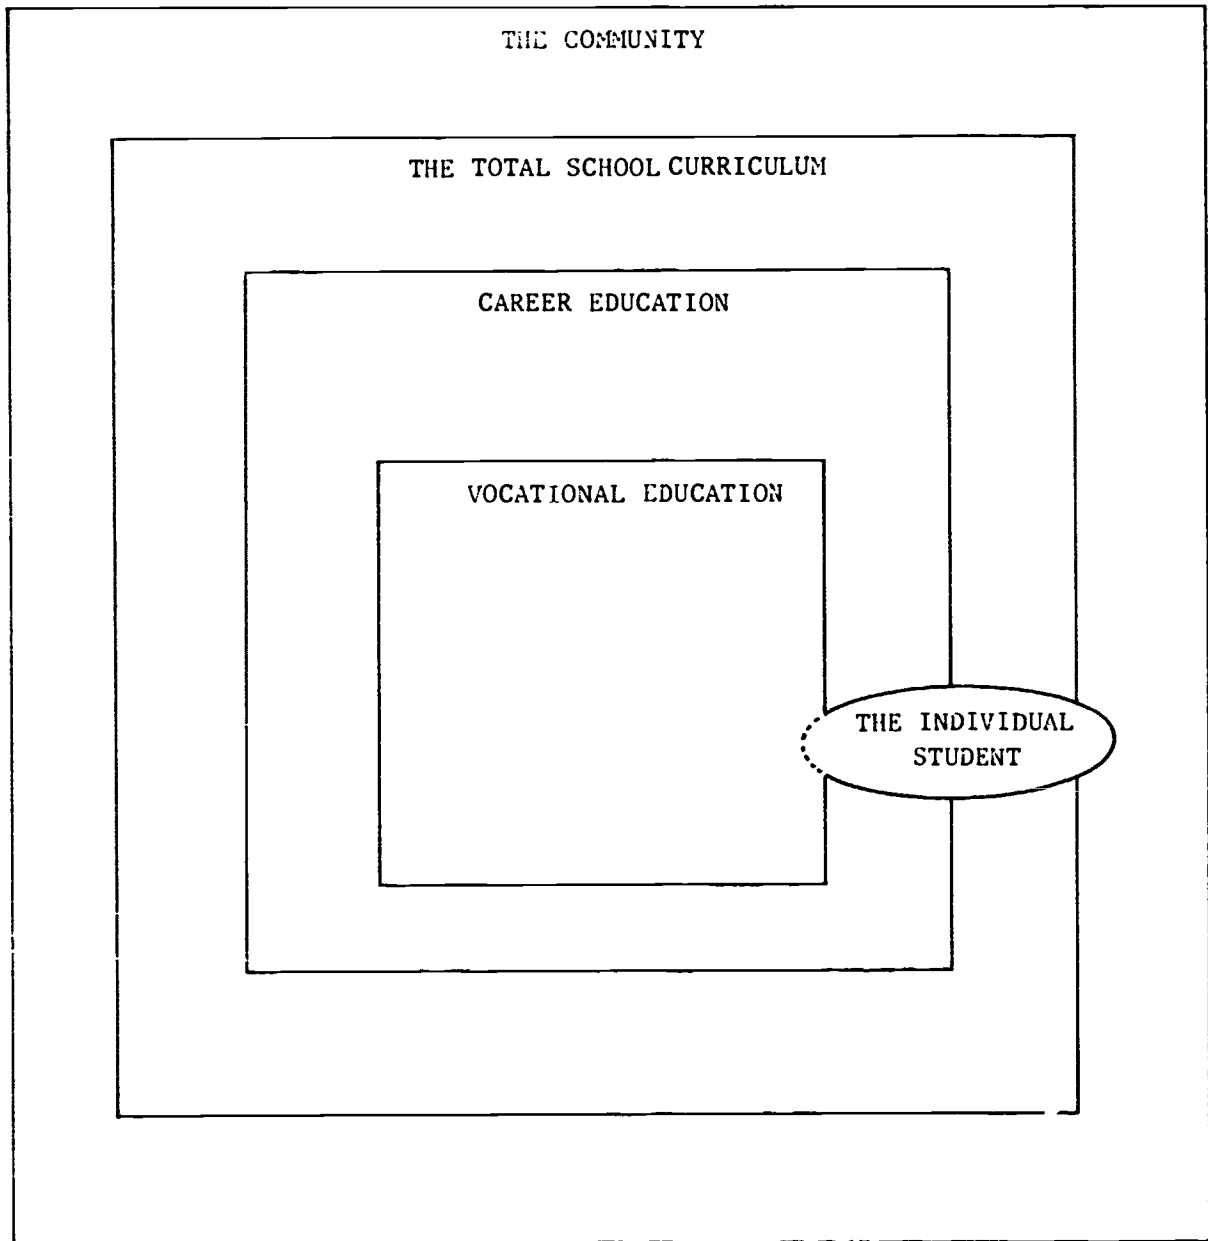 THE COMMUNITY
THE TOTAL SCHOOL CURRICULUM
CAREER EDUCATION
VOCATIONAL EDUCATION
THE INDIVIDUAL
STUDENT